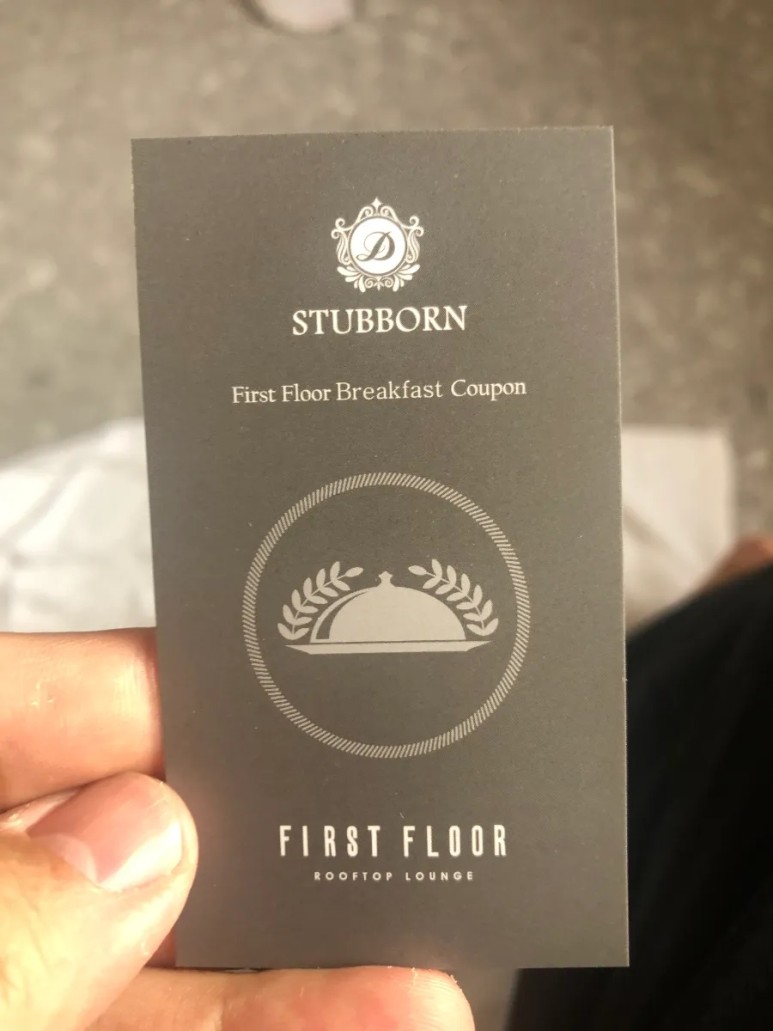 D
STUBBORN
First Floor Breakfast Coupon
FIRST FLOOR
ROOFTOP LOUNGE